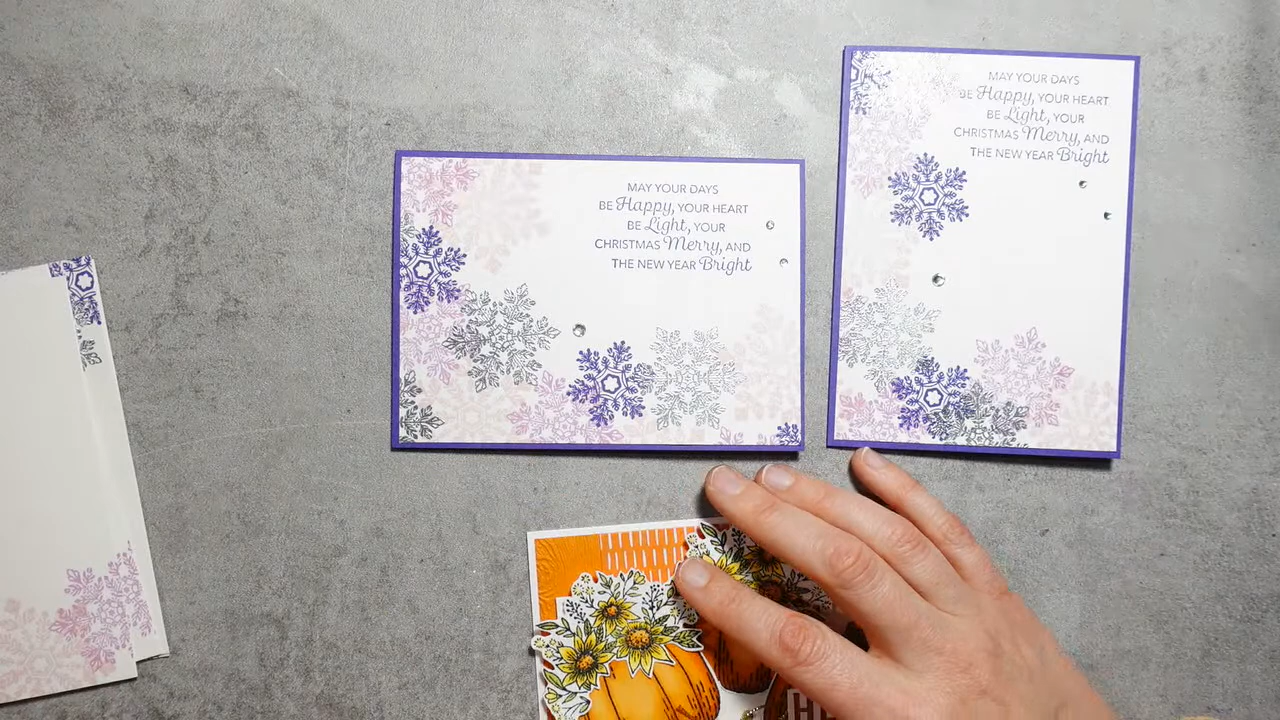 MAY YOUR DAYS
BE Happy, YOUR HEART
BE Light, YOUR
CHRISTMAS Merry, AND
THE NEW YEAR Bright
MAY YOUR DAYS
BE Happy, YOUR HEART
BE Light, YOUR
CHRISTMAS Merry, AND
THE NEW YEAR Bright